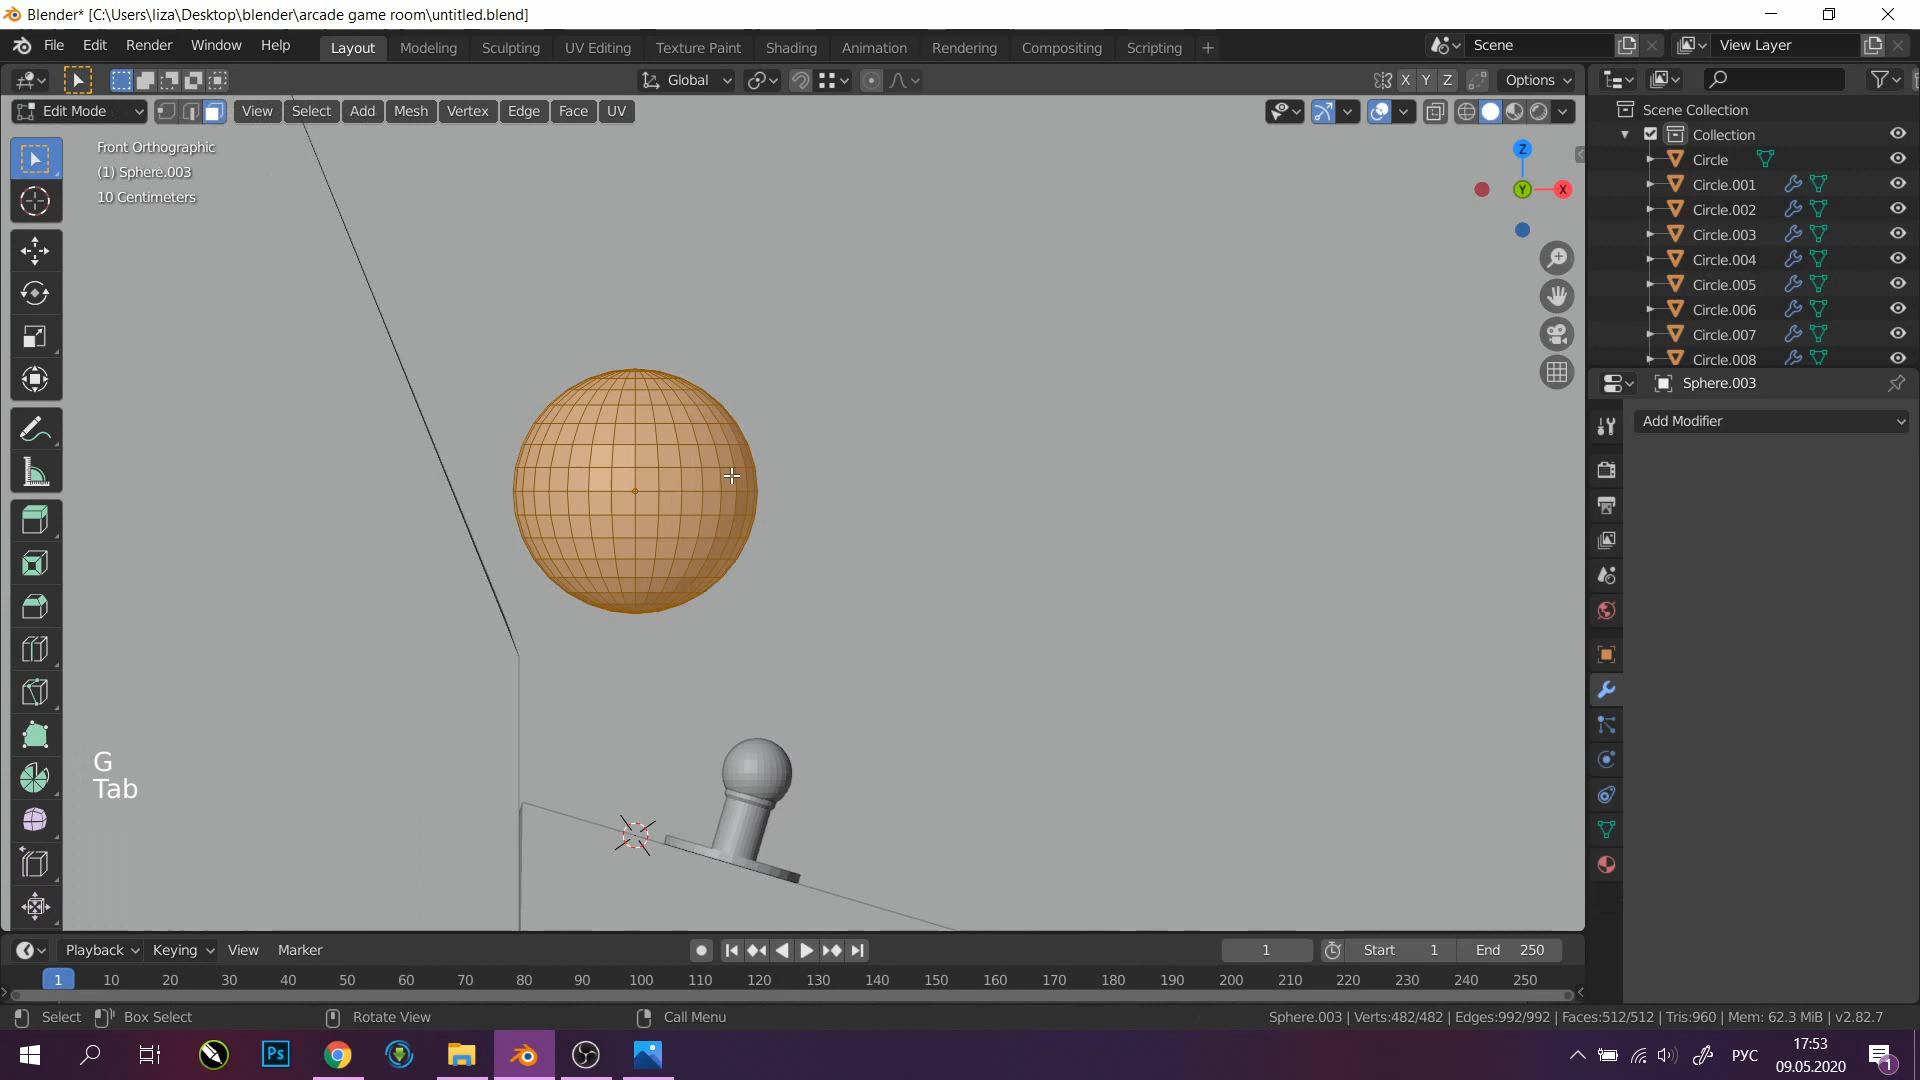 Blender* [C:\Users\liza\Desktop\blender\arcade game room\untitled.blend]
File Edit Render Window Help Layout Modeling Sculpting UV Editing Texture Paint Shading Animation Rendering Compositing Scripting + Scene View Layer
Global X Y Z Options
Edit Mode View Select Add Mesh Vertex Edge Face UV
Scene Collection
Collection
Circle
Circle.001
Circle.002
Circle.003
Circle.004
Circle.005
Circle.006
Circle.007
Circle.008
Front Orthographic
(1) Sphere.003
10 Centimeters
Z
Y
X
Sphere.003
Add Modifier
G
Tab
Playback Keying View Marker 1 Start 1 End 250
1 10 20 30 40 50 60 70 80 90 100 110 120 130 140 150 160 170 180 190 200 210 220 230 240 250
Select Box Select Rotate View Call Menu Sphere.003 | Verts:482/482 | Edges:992/992 | Faces:512/512 | Tris:960 | Mem: 62.3 MiB | v2.82.7
Ps
РУС
17:53
09.05.2020
1